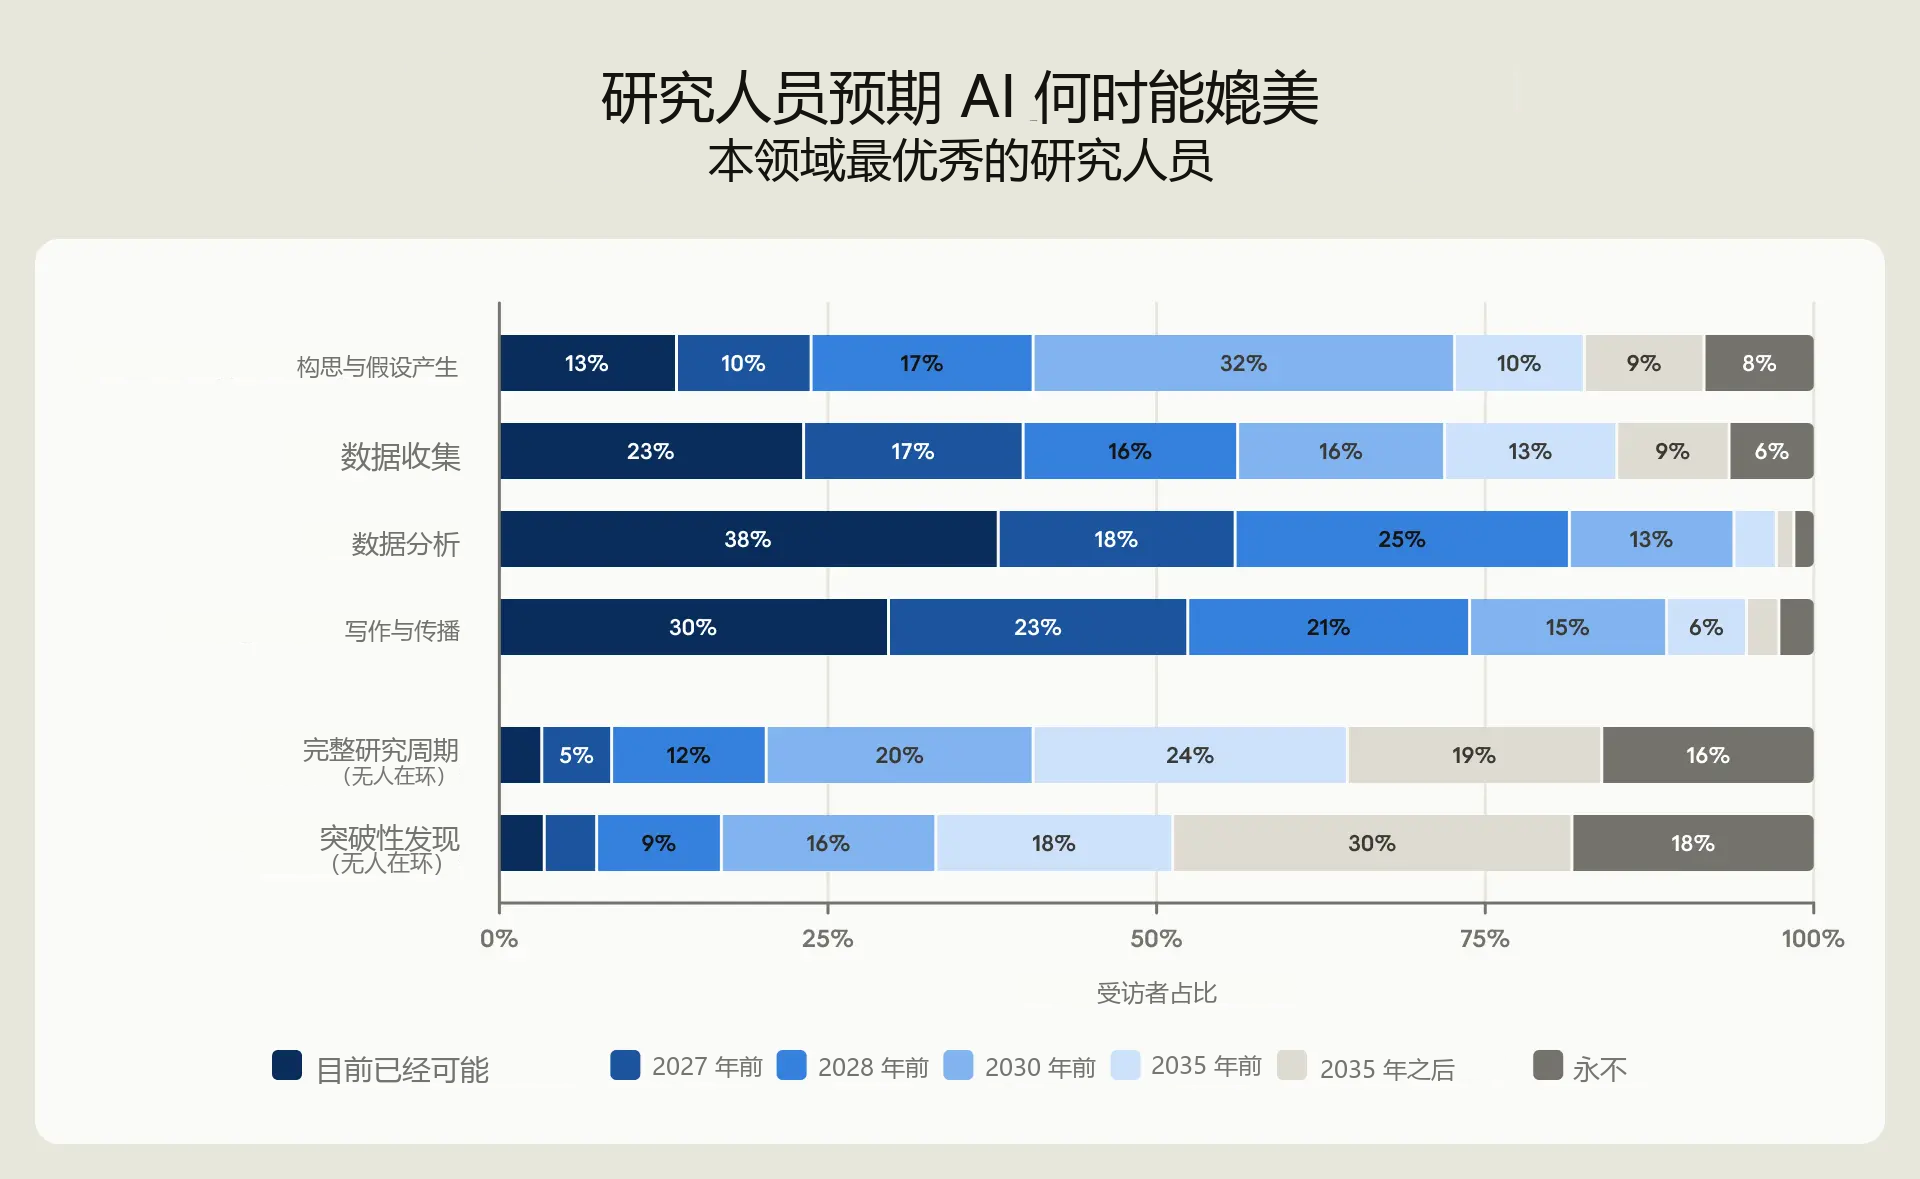 研究人员预期 AI 何时能媲美
本领域最优秀的研究人员
构思与假设产生
13% 10% 17% 32% 10% 9% 8%
数据收集
23% 17% 16% 16% 13% 9% 6%
数据分析
38% 18% 25% 13%
写作与传播
30% 23% 21% 15% 6%
完整研究周期
（无人在环）
5% 12% 20% 24% 19% 16%
突破性发现
（无人在环）
9% 16% 18% 30% 18%
0% 25% 50% 75% 100%
受访者占比
目前已经可能 2027 年前 2028 年前 2030 年前 2035 年前 2035 年之后 永不